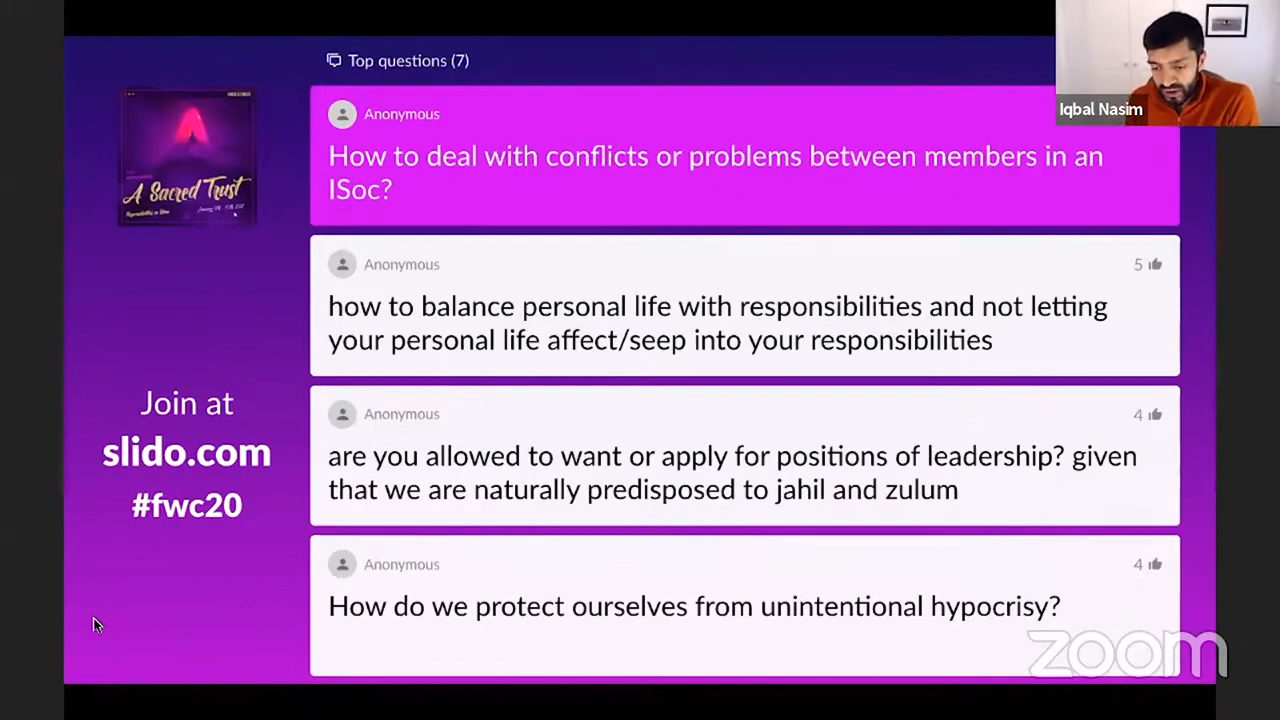 Top questions (7)
Anonymous
How to deal with conflicts or problems between members in an
ISoc?
Iqbal Nasim
Anonymous
5
how to balance personal life with responsibilities and not letting
your personal life affect/seep into your responsibilities
Anonymous
4
are you allowed to want or apply for positions of leadership? given
that we are naturally predisposed to jahil and zulum
Anonymous
4
How do we protect ourselves from unintentional hypocrisy?
A Sacred Trust
Join at
slido.com
#fwc20
zoom